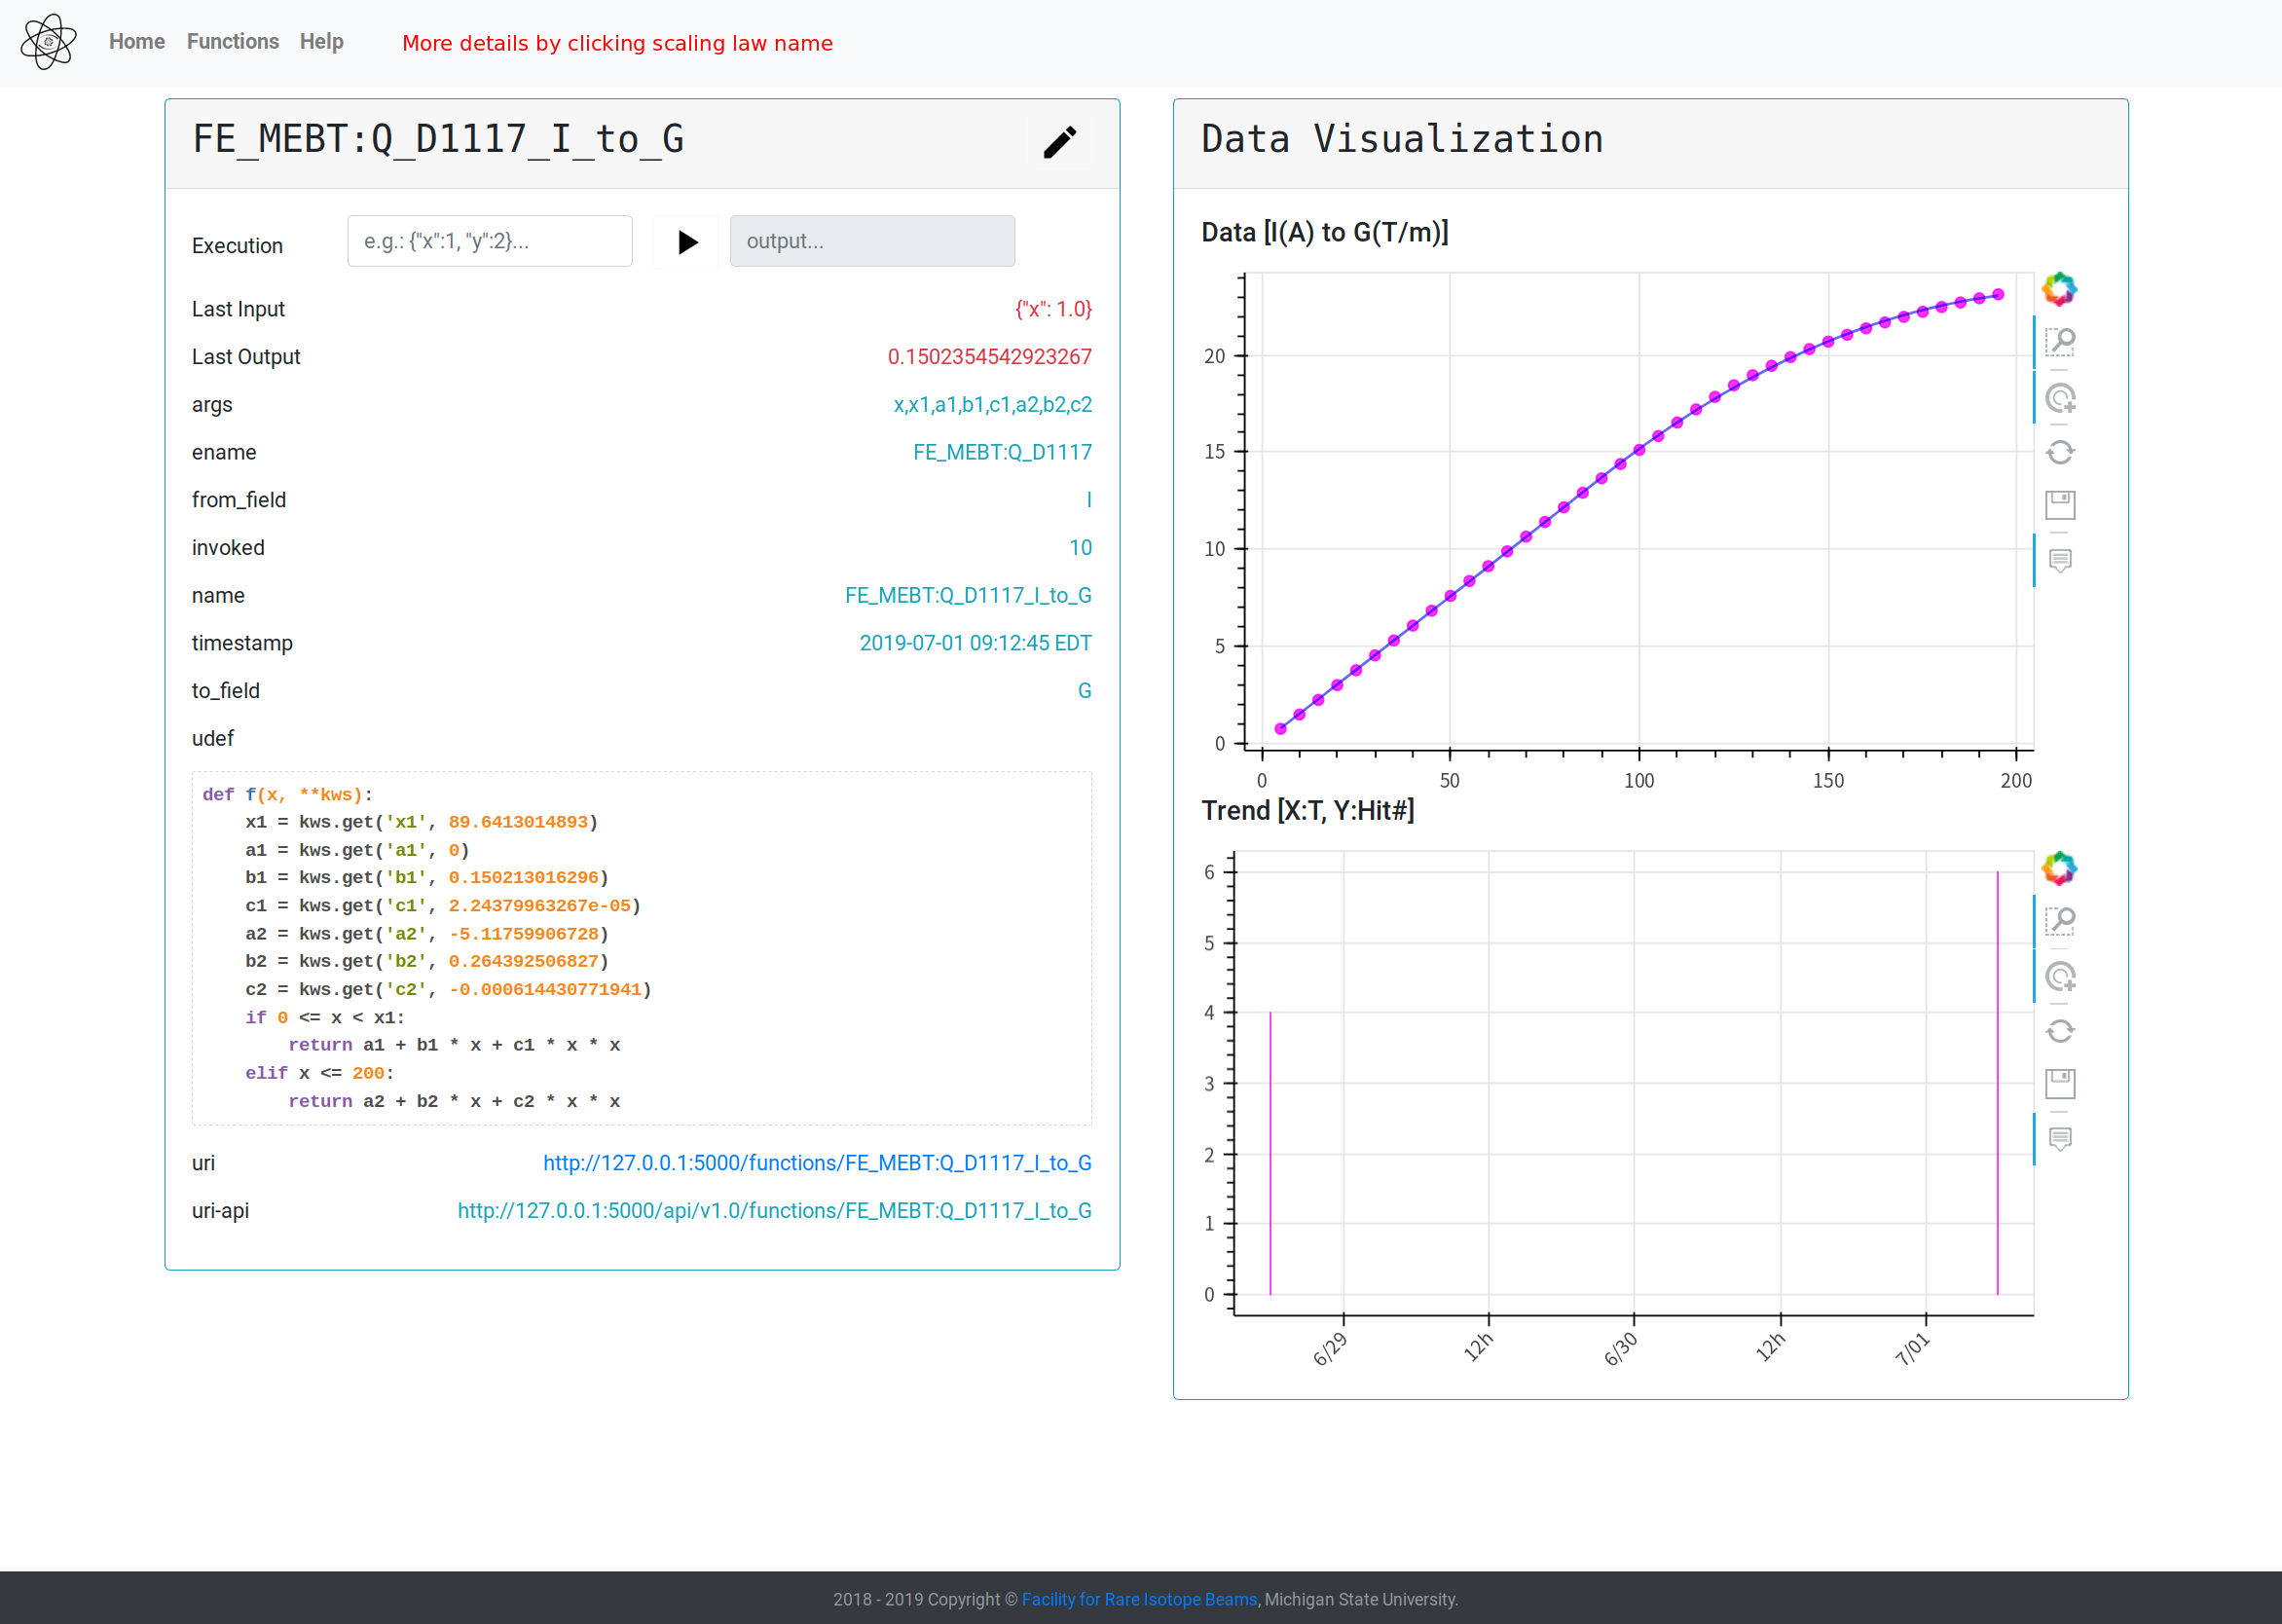 Home Functions Help More details by clicking scaling law name
FE_MEBT:Q_D1117_I_to_G
Execution e.g.: {"x":1, "y":2}... output...
Last Input {"x": 1.0}
Last Output 0.1502354542923267
args x,x1,a1,b1,c1,a2,b2,c2
ename FE_MEBT:Q_D1117
from_field I
invoked 10
name FE_MEBT:Q_D1117_I_to_G
timestamp 2019-07-01 09:12:45 EDT
to_field G
udef
def f(x, **kws):
    x1 = kws.get('x1', 89.6413014893)
    a1 = kws.get('a1', 0)
    b1 = kws.get('b1', 0.150213016296)
    c1 = kws.get('c1', 2.24379963267e-05)
    a2 = kws.get('a2', -5.11759906728)
    b2 = kws.get('b2', 0.264392506827)
    c2 = kws.get('c2', -0.000614430771941)
    if 0 <= x < x1:
        return a1 + b1 * x + c1 * x * x
    elif x <= 200:
        return a2 + b2 * x + c2 * x * x
uri http://127.0.0.1:5000/functions/FE_MEBT:Q_D1117_I_to_G
uri-api http://127.0.0.1:5000/api/v1.0/functions/FE_MEBT:Q_D1117_I_to_G
Data Visualization
Data [I(A) to G(T/m)]
20
15
10
5
0
0 50 100 150 200
Trend [X:T, Y:Hit#]
6
5
4
3
2
1
0
6/29 12h 6/30 12h 7/01
2018 - 2019 Copyright © Facility for Rare Isotope Beams, Michigan State University.